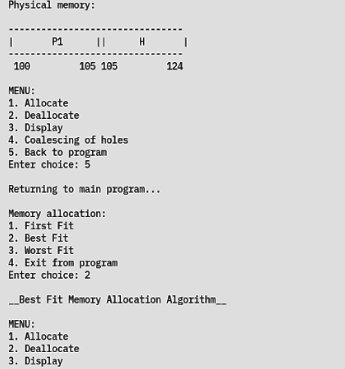 Physical memory:
--------------------------------
|       P1      ||      H       |
--------------------------------
100         105 105         124
MENU:
1. Allocate
2. Deallocate
3. Display
4. Coalescing of holes
5. Back to program
Enter choice: 5
Returning to main program...
Memory allocation:
1. First Fit
2. Best Fit
3. Worst Fit
4. Exit from program
Enter choice: 2
__Best Fit Memory Allocation Algorithm__
MENU:
1. Allocate
2. Deallocate
3. Display